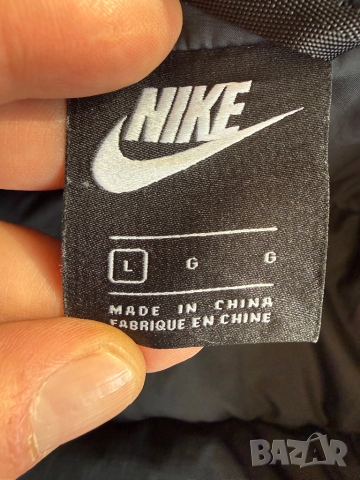 NIKE
L G G
MADE IN CHINA
FABRIQUE EN CHINE
BAZAR